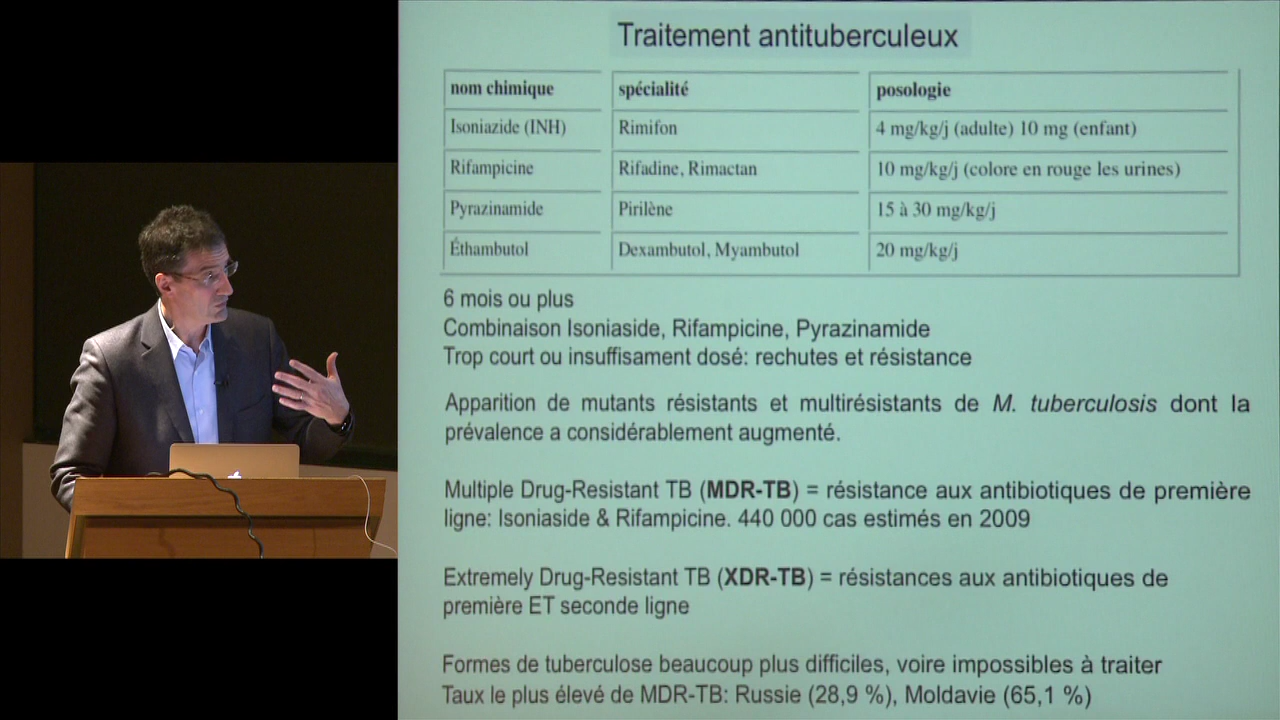 Traitement antituberculeux
nom chimique spécialité posologie
Isoniazide (INH) Rimifon 4 mg/kg/j (adulte) 10 mg (enfant)
Rifampicine Rifadine, Rimactan 10 mg/kg/j (colore en rouge les urines)
Pyrazinamide Pirilène 15 à 30 mg/kg/j
Éthambutol Dexambutol, Myambutol 20 mg/kg/j
6 mois ou plus
Combinaison Isoniaside, Rifampicine, Pyrazinamide
Trop court ou insuffisament dosé: rechutes et résistance
Apparition de mutants résistants et multirésistants de M. tuberculosis dont la
prévalence a considérablement augmenté.
Multiple Drug-Resistant TB (MDR-TB) = résistance aux antibiotiques de première
ligne: Isoniaside & Rifampicine. 440 000 cas estimés en 2009
Extremely Drug-Resistant TB (XDR-TB) = résistances aux antibiotiques de
première ET seconde ligne
Formes de tuberculose beaucoup plus difficiles, voire impossibles à traiter
Taux le plus élevé de MDR-TB: Russie (28,9 %), Moldavie (65,1 %)